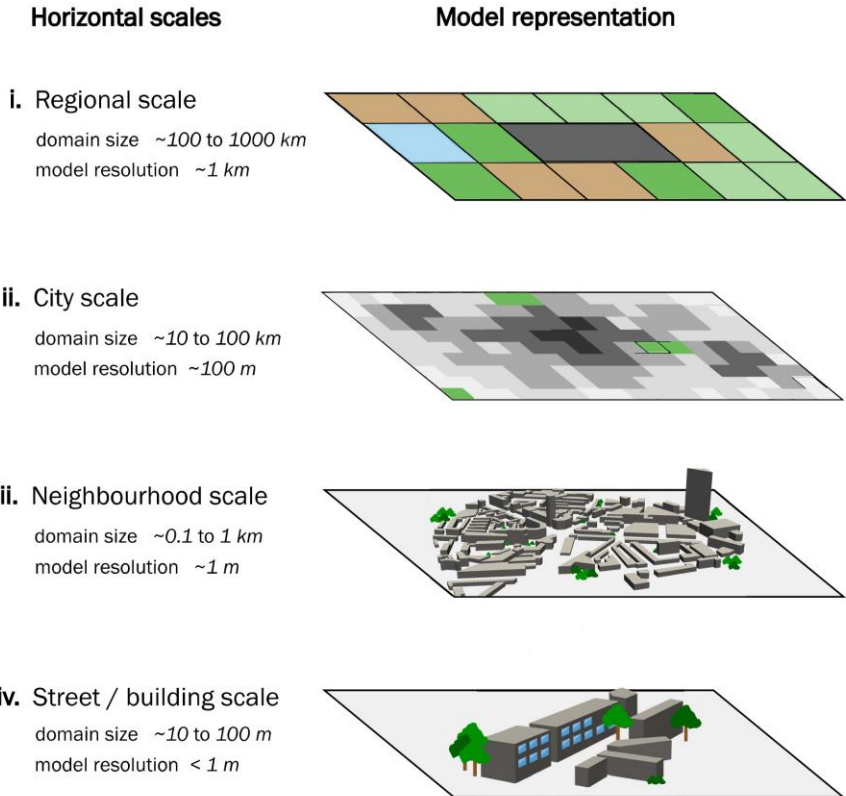 Horizontal scales
Model representation
i. Regional scale
domain size ~100 to 1000 km
model resolution ~1 km
ii. City scale
domain size ~10 to 100 km
model resolution ~100 m
ii. Neighbourhood scale
domain size ~0.1 to 1 km
model resolution ~1 m
iv. Street / building scale
domain size ~10 to 100 m
model resolution < 1 m